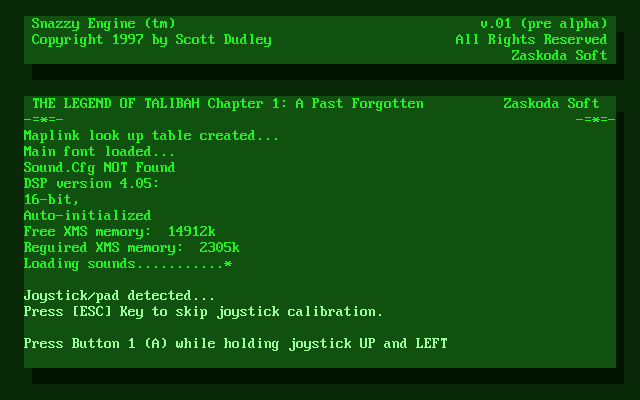 Snazzy Engine (tm) v.01 (pre alpha)
Copyright 1997 by Scott Dudley All Rights Reserved
Zaskoda Soft
THE LEGEND OF TALIBAH Chapter 1: A Past Forgotten Zaskoda Soft
-=*=- -=*=-
Maplink look up table created...
Main font loaded...
Sound.Cfg NOT Found
DSP version 4.05:
16-bit,
Auto-initialized
Free XMS memory: 14912k
Reguired XMS memory: 2305k
Loading sounds...........*
Joystick/pad detected...
Press [ESC] Key to skip joystick calibration.
Press Button 1 (A) while holding joystick UP and LEFT